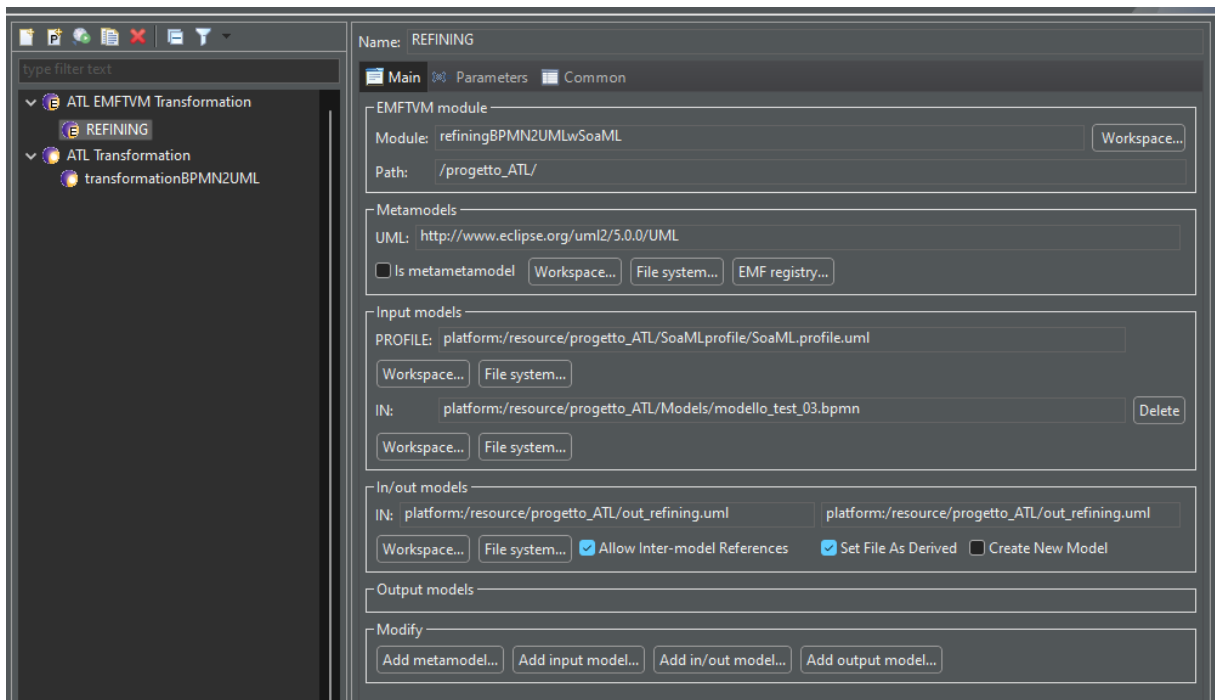 type filter text
ATL EMFTVM Transformation
REFINING
ATL Transformation
transformationBPMN2UML
Name: REFINING
Main Parameters Common
EMFTVM module
Module: refiningBPMN2UMLwSoaML Workspace...
Path: /progetto_ATL/
Metamodels
UML: http://www.eclipse.org/uml2/5.0.0/UML
Is metametamodel Workspace... File system... EMF registry...
Input models
PROFILE: platform:/resource/progetto_ATL/SoaMLprofile/SoaML.profile.uml
Workspace... File system...
IN: platform:/resource/progetto_ATL/Models/modello_test_03.bpmn Delete
Workspace... File system...
In/out models
IN: platform:/resource/progetto_ATL/out_refining.uml platform:/resource/progetto_ATL/out_refining.uml
Workspace... File system... Allow Inter-model References Set File As Derived Create New Model
Output models
Modify
Add metamodel... Add input model... Add in/out model... Add output model...